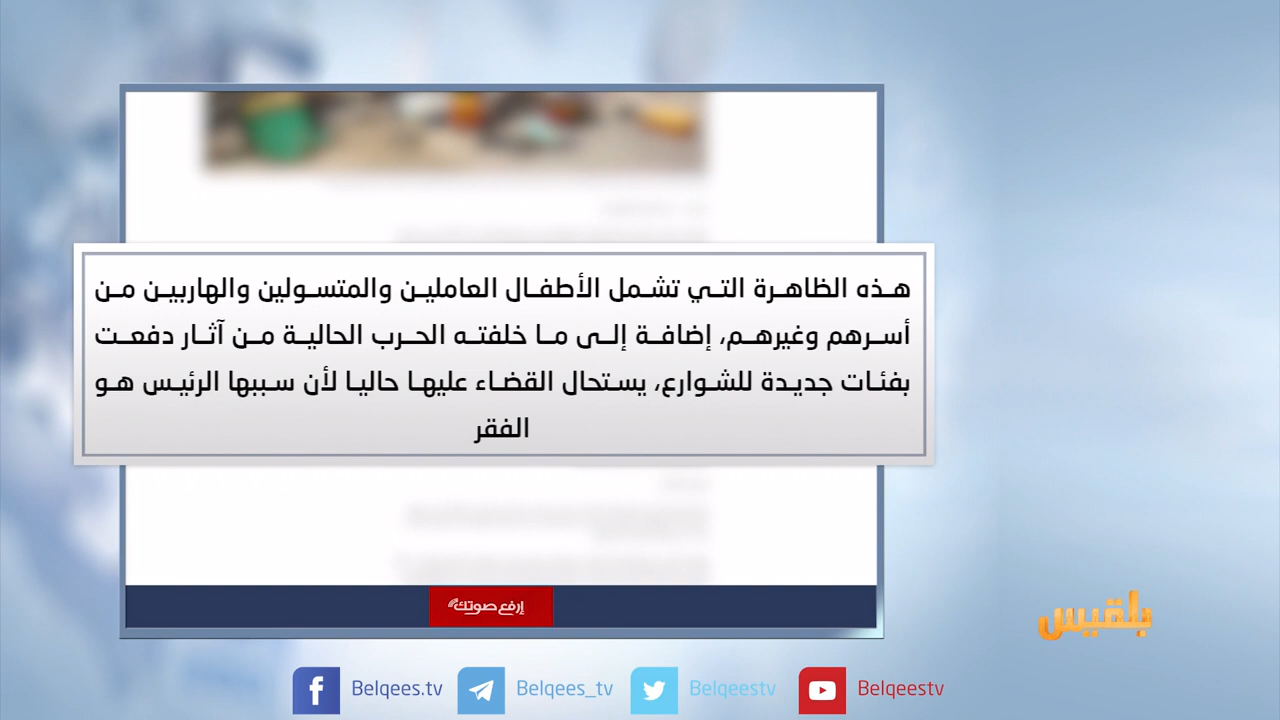 هذه الظاهرة التي تشمل الأطفال العاملين والمتسولين والهاربين من
أسرهم وغيرهم، إضافة إلى ما خلفته الحرب الحالية من آثار دفعت
بفئات جديدة للشوارع، يستحال القضاء عليها حاليا لأن سببها الرئيس هو
الفقر
إرفع صوتك
بلقيس
Belqees.tv Belqees_tv Belqeestv Belqeestv